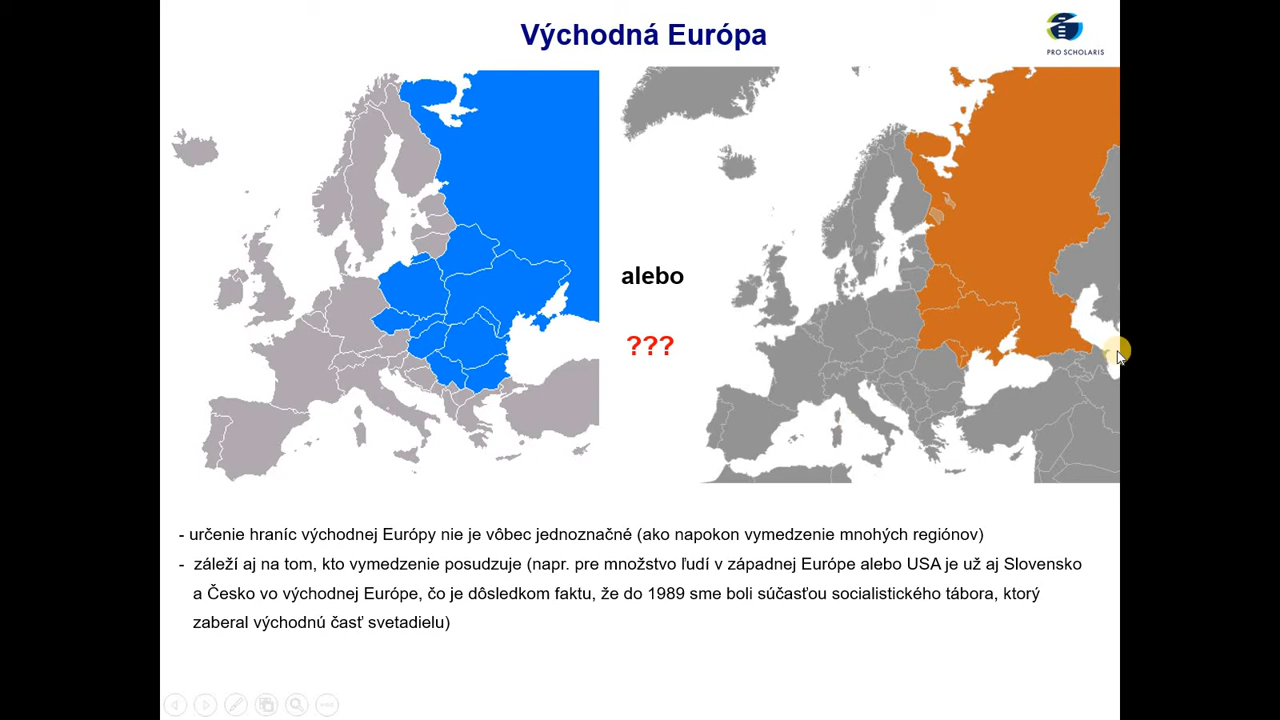 Východná Európa
PRO SCHOLARIS
alebo
???
- určenie hraníc východnej Európy nie je vôbec jednoznačné (ako napokon vymedzenie mnohých regiónov)
- záleží aj na tom, kto vymedzenie posudzuje (napr. pre množstvo ľudí v západnej Európe alebo USA je už aj Slovensko
a Česko vo východnej Európe, čo je dôsledkom faktu, že do 1989 sme boli súčasťou socialistického tábora, ktorý
zaberal východnú časť svetadielu)